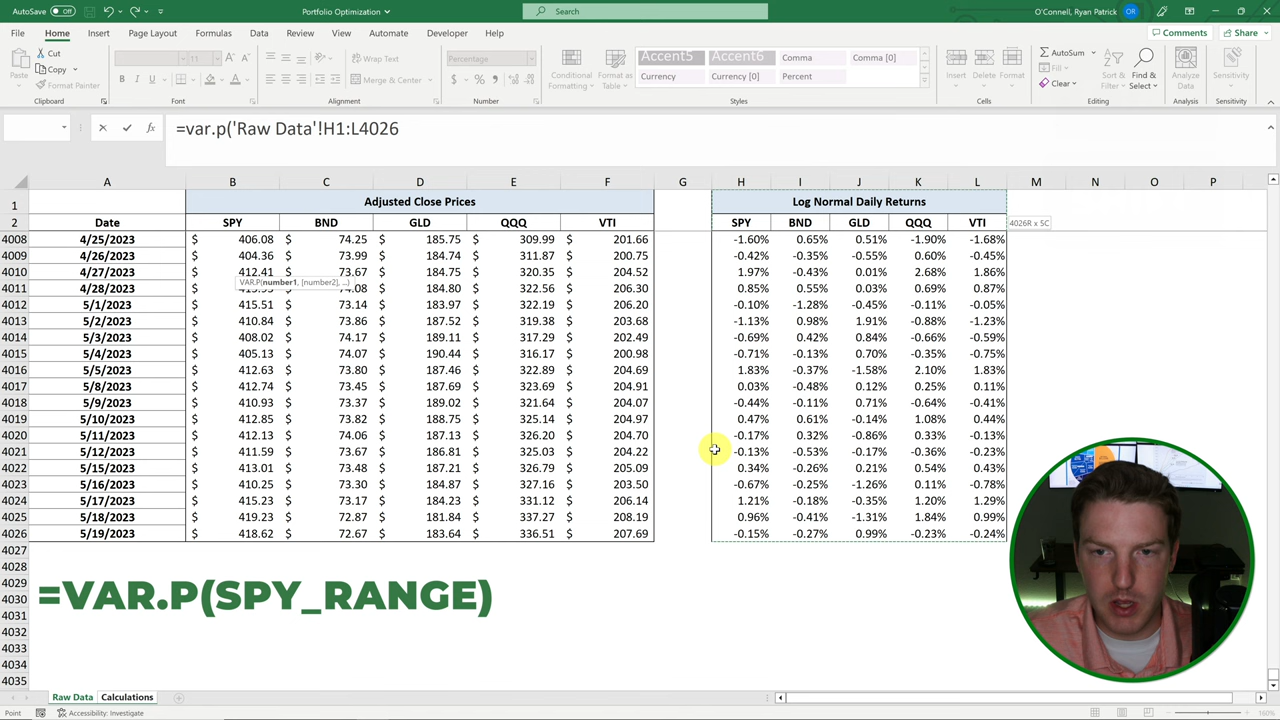 AutoSave Off Portfolio Optimization Search O'Connell, Ryan Patrick OR
File Home Insert Page Layout Formulas Data Review View Automate Developer Help Comments Share
Paste Cut Copy Format Painter
Clipboard
11
B I U
Font
Merge & Center
Alignment
Percentage
$ % ,
Number
Conditional Formatting Format as Table
Accent5 Accent6 Comma Comma [0]
Currency Currency [0] Percent
Styles
Insert Delete Format
Cells
AutoSum Fill Clear Sort & Filter Find & Select
Editing
Analyze Data
Analysis
Sensitivity
Sensitivity
fx =var.p('Raw Data'!H1:L4026
A B C D E F G H I J K L M N O P
1 Adjusted Close Prices Log Normal Daily Returns
2 Date SPY BND GLD QQQ VTI SPY BND GLD QQQ VTI 4026R x 5C
4008 4/25/2023 $ 406.08 $ 74.25 $ 185.75 $ 309.99 $ 201.66 -1.60% 0.65% 0.51% -1.90% -1.68%
4009 4/26/2023 $ 404.36 $ 73.99 $ 184.74 $ 311.87 $ 200.75 -0.42% -0.35% -0.55% 0.60% -0.45%
4010 4/27/2023 $ 412.41 $ 73.67 $ 184.75 $ 320.35 $ 204.52 1.97% -0.43% 0.01% 2.68% 1.86%
VAR.P(number1, [number2], ...)
4011 4/28/2023 $ 184.80 $ 322.56 $ 206.30 0.85% 0.55% 0.03% 0.69% 0.87%
4012 5/1/2023 $ 415.51 $ 73.14 $ 183.97 $ 322.19 $ 206.20 -0.10% -1.28% -0.45% -0.11% -0.05%
4013 5/2/2023 $ 410.84 $ 73.86 $ 187.52 $ 319.38 $ 203.68 -1.13% 0.98% 1.91% -0.88% -1.23%
4014 5/3/2023 $ 408.02 $ 74.17 $ 189.11 $ 317.29 $ 202.49 -0.69% 0.42% 0.84% -0.66% -0.59%
4015 5/4/2023 $ 405.13 $ 74.07 $ 190.44 $ 316.17 $ 200.98 -0.71% -0.13% 0.70% -0.35% -0.75%
4016 5/5/2023 $ 412.63 $ 73.80 $ 187.46 $ 322.89 $ 204.69 1.83% -0.37% -1.58% 2.10% 1.83%
4017 5/8/2023 $ 412.74 $ 73.45 $ 187.69 $ 323.69 $ 204.91 0.03% -0.48% 0.12% 0.25% 0.11%
4018 5/9/2023 $ 410.93 $ 73.37 $ 189.02 $ 321.64 $ 204.07 -0.44% -0.11% 0.71% -0.64% -0.41%
4019 5/10/2023 $ 412.85 $ 73.82 $ 188.75 $ 325.14 $ 204.97 0.47% 0.61% -0.14% 1.08% 0.44%
4020 5/11/2023 $ 412.13 $ 74.06 $ 187.13 $ 326.20 $ 204.70 -0.17% 0.32% -0.86% 0.33% -0.13%
4021 5/12/2023 $ 411.59 $ 73.67 $ 186.81 $ 325.03 $ 204.22 -0.13% -0.53% -0.17% -0.36% -0.23%
4022 5/15/2023 $ 413.01 $ 73.48 $ 187.21 $ 326.79 $ 205.09 0.34% -0.26% 0.21% 0.54% 0.43%
4023 5/16/2023 $ 410.25 $ 73.30 $ 184.87 $ 327.16 $ 203.50 -0.67% -0.25% -1.26% 0.11% -0.78%
4024 5/17/2023 $ 415.23 $ 73.17 $ 184.23 $ 331.12 $ 206.14 1.21% -0.18% -0.35% 1.20% 1.29%
4025 5/18/2023 $ 419.23 $ 72.87 $ 181.84 $ 337.27 $ 208.19 0.96% -0.41% -1.31% 1.84% 0.99%
4026 5/19/2023 $ 418.62 $ 72.67 $ 183.64 $ 336.51 $ 207.69 -0.15% -0.27% 0.99% -0.23% -0.24%
4027
4028
4029
4030
4031
4032
4033
4034
4035
=VAR.P(SPY_RANGE)
Raw Data Calculations
Point Accessibility: Investigate 160%